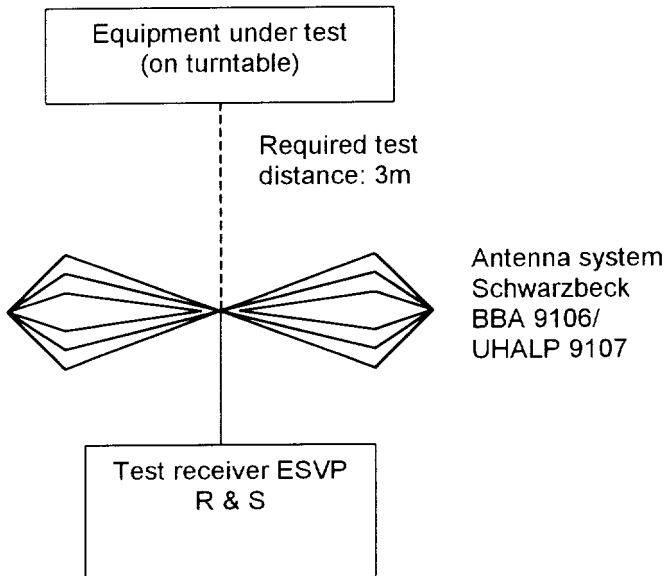 Equipment under test
(on turntable)
Required test
distance: 3m
Antenna system
Schwarzbeck
BBA 9106/
UHALP 9107
Test receiver ESVP
R & S